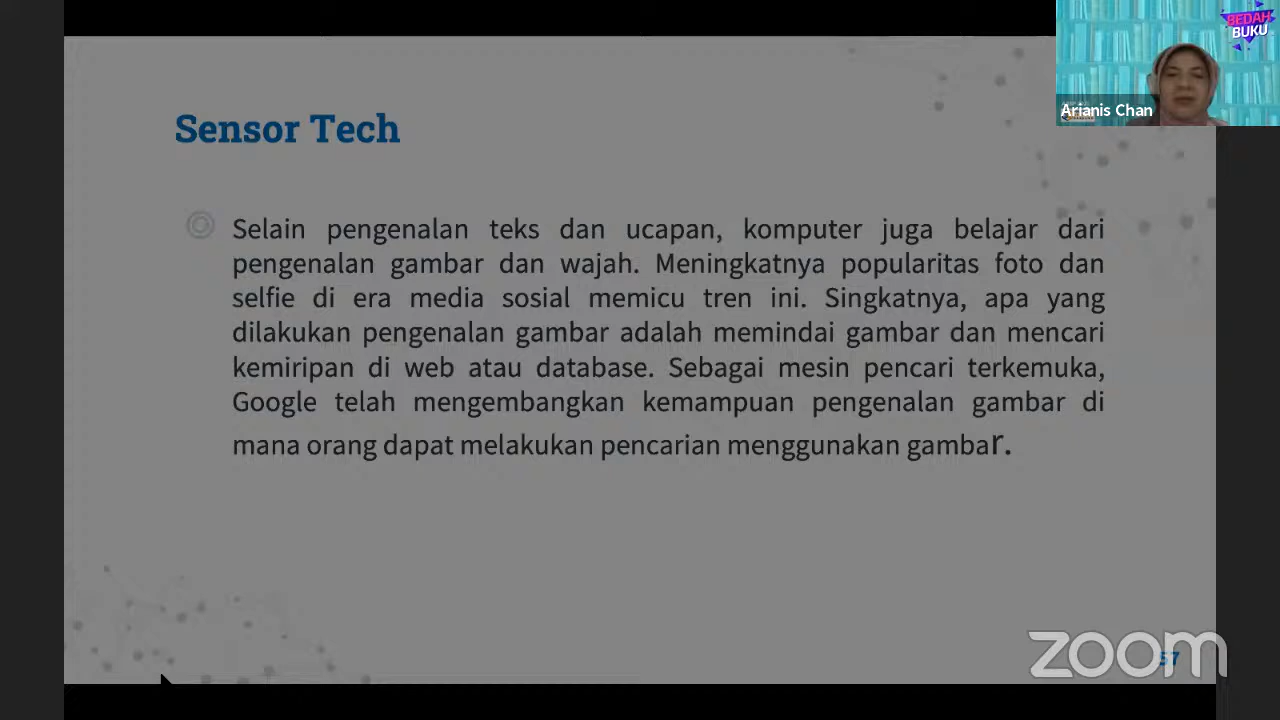 BEDAH
BUKU
Arianis Chan
Sensor Tech
Selain pengenalan teks dan ucapan, komputer juga belajar dari
pengenalan gambar dan wajah. Meningkatnya popularitas foto dan
selfie di era media sosial memicu tren ini. Singkatnya, apa yang
dilakukan pengenalan gambar adalah memindai gambar dan mencari
kemiripan di web atau database. Sebagai mesin pencari terkemuka,
Google telah mengembangkan kemampuan pengenalan gambar di
mana orang dapat melakukan pencarian menggunakan gambar.
zoom
57